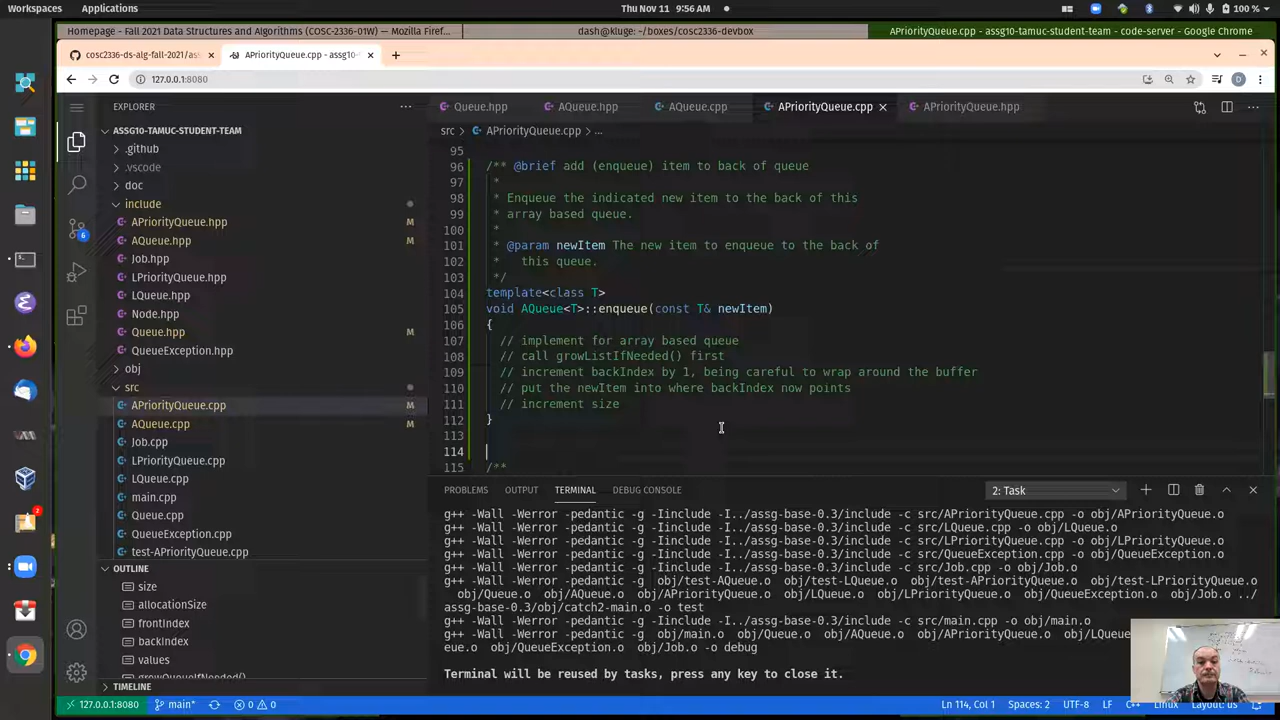 Workspaces Applications Thu Nov 11 9:56 AM 100 %
Homepage - Fall 2021 Data Structures and Algorithms (COSC-2336-01W) — Mozilla Firef... dash@kluge: ~/boxes/cosc2336-devbox APriorityQueue.cpp - assg10-tamuc-student-team - code-server - Google Chrome
cosc2336-ds-alg-fall-2021/ass APriorityQueue.cpp - assg10-
127.0.0.1:8080
EXPLORER
Queue.hpp AQueue.hpp AQueue.cpp APriorityQueue.cpp APriorityQueue.hpp
ASSG10-TAMUC-STUDENT-TEAM
.github
.vscode
doc
include
APriorityQueue.hpp M
AQueue.hpp M
Job.hpp
LPriorityQueue.hpp
LQueue.hpp
Node.hpp
Queue.hpp M
QueueException.hpp
obj
src
APriorityQueue.cpp M
AQueue.cpp M
Job.cpp
LPriorityQueue.cpp
LQueue.cpp
main.cpp
Queue.cpp
QueueException.cpp
test-APriorityQueue.cpp
OUTLINE
size
allocationSize
frontIndex
backIndex
values
growQueueIfNeeded()
TIMELINE
src > APriorityQueue.cpp > ...
95
96 /** @brief add (enqueue) item to back of queue
97 *
98 * Enqueue the indicated new item to the back of this
99 * array based queue.
100 *
101 * @param newItem The new item to enqueue to the back of
102 * this queue.
103 */
104 template<class T>
105 void AQueue<T>::enqueue(const T& newItem)
106 {
107 // implement for array based queue
108 // call growListIfNeeded() first
109 // increment backIndex by 1, being careful to wrap around the buffer
110 // put the newItem into where backIndex now points
111 // increment size
112 }
113
114
115 /**
PROBLEMS OUTPUT TERMINAL DEBUG CONSOLE 2: Task
g++ -Wall -Werror -pedantic -g -Iinclude -I../assg-base-0.3/include -c src/APriorityQueue.cpp -o obj/APriorityQueue.o
g++ -Wall -Werror -pedantic -g -Iinclude -I../assg-base-0.3/include -c src/LQueue.cpp -o obj/LQueue.o
g++ -Wall -Werror -pedantic -g -Iinclude -I../assg-base-0.3/include -c src/LPriorityQueue.cpp -o obj/LPriorityQueue.o
g++ -Wall -Werror -pedantic -g -Iinclude -I../assg-base-0.3/include -c src/QueueException.cpp -o obj/QueueException.o
g++ -Wall -Werror -pedantic -g -Iinclude -I../assg-base-0.3/include -c src/Job.cpp -o obj/Job.o
g++ -Wall -Werror -pedantic -g obj/test-AQueue.o obj/test-LQueue.o obj/test-APriorityQueue.o obj/test-LPriorityQueue.o
obj/Queue.o obj/AQueue.o obj/APriorityQueue.o obj/LQueue.o obj/LPriorityQueue.o obj/QueueException.o obj/Job.o ../
assg-base-0.3/obj/catch2-main.o -o test
g++ -Wall -Werror -pedantic -g -Iinclude -I../assg-base-0.3/include -c src/main.cpp -o obj/main.o
g++ -Wall -Werror -pedantic -g obj/main.o obj/Queue.o obj/AQueue.o obj/APriorityQueue.o obj/LQ
eue.o obj/QueueException.o obj/Job.o -o debug
Terminal will be reused by tasks, press any key to close it.
127.0.0.1:8080 main* 0 0 Ln 114, Col 1 Spaces: 2 UTF-8 LF C++ Linux Layout: us